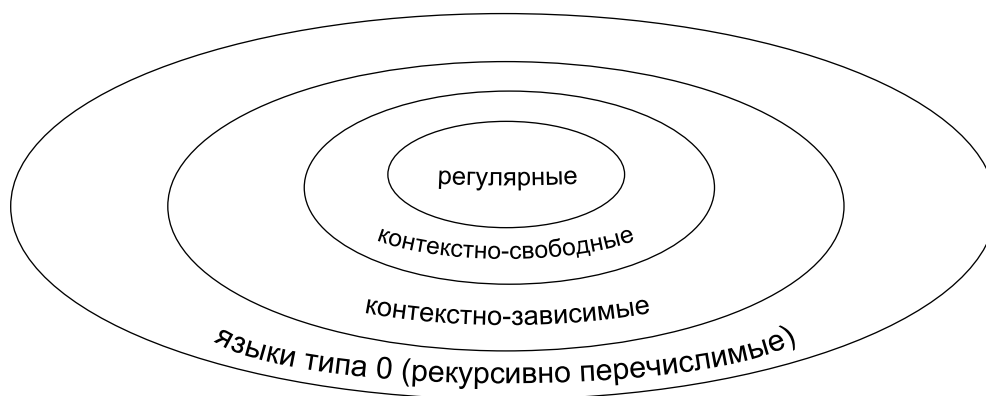 регулярные
контекстно-свободные
контекстно-зависимые
языки типа 0 (рекурсивно перечислимые)